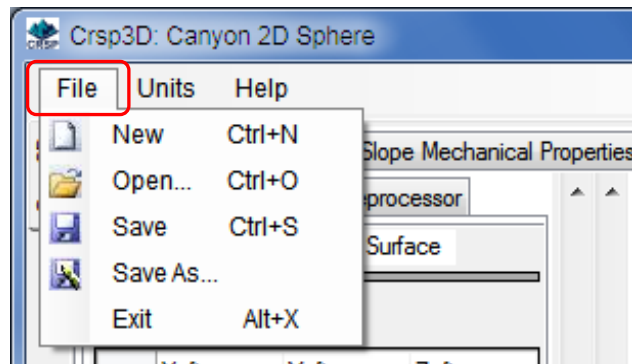 CRSP
Crsp3D: Canyon 2D Sphere
File Units Help
New Ctrl+N
Slope Mechanical Properties
Open... Ctrl+O
eprocessor
Save Ctrl+S
Surface
Save As...
Exit Alt+X